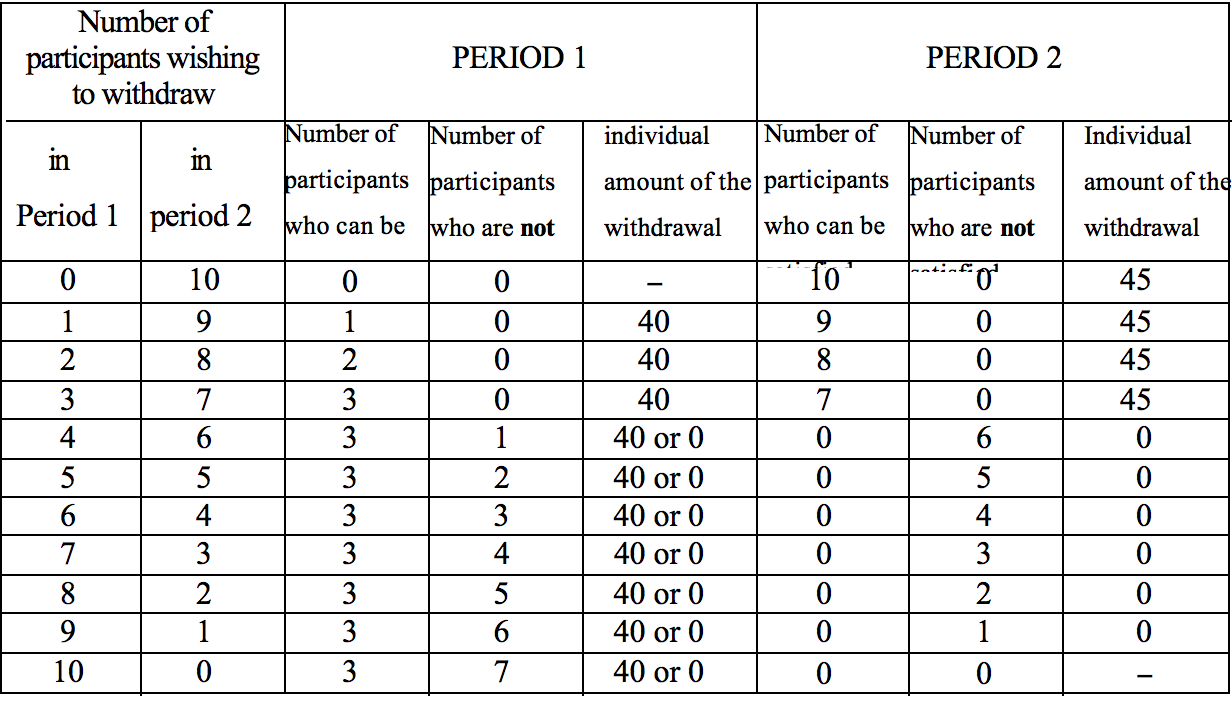 Number of
participants wishing
to withdraw
PERIOD 1
PERIOD 2
in
Period 1
in
period 2
Number of
participants
who can be
Number of
participants
who are not
individual
amount of the
withdrawal
Number of
participants
who can be
Number of
participants
who are not
Individual
amount of the
withdrawal
0 10 0 0 – 10 0 45
1 9 1 0 40 9 0 45
2 8 2 0 40 8 0 45
3 7 3 0 40 7 0 45
4 6 3 1 40 or 0 0 6 0
5 5 3 2 40 or 0 0 5 0
6 4 3 3 40 or 0 0 4 0
7 3 3 4 40 or 0 0 3 0
8 2 3 5 40 or 0 0 2 0
9 1 3 6 40 or 0 0 1 0
10 0 3 7 40 or 0 0 0 –